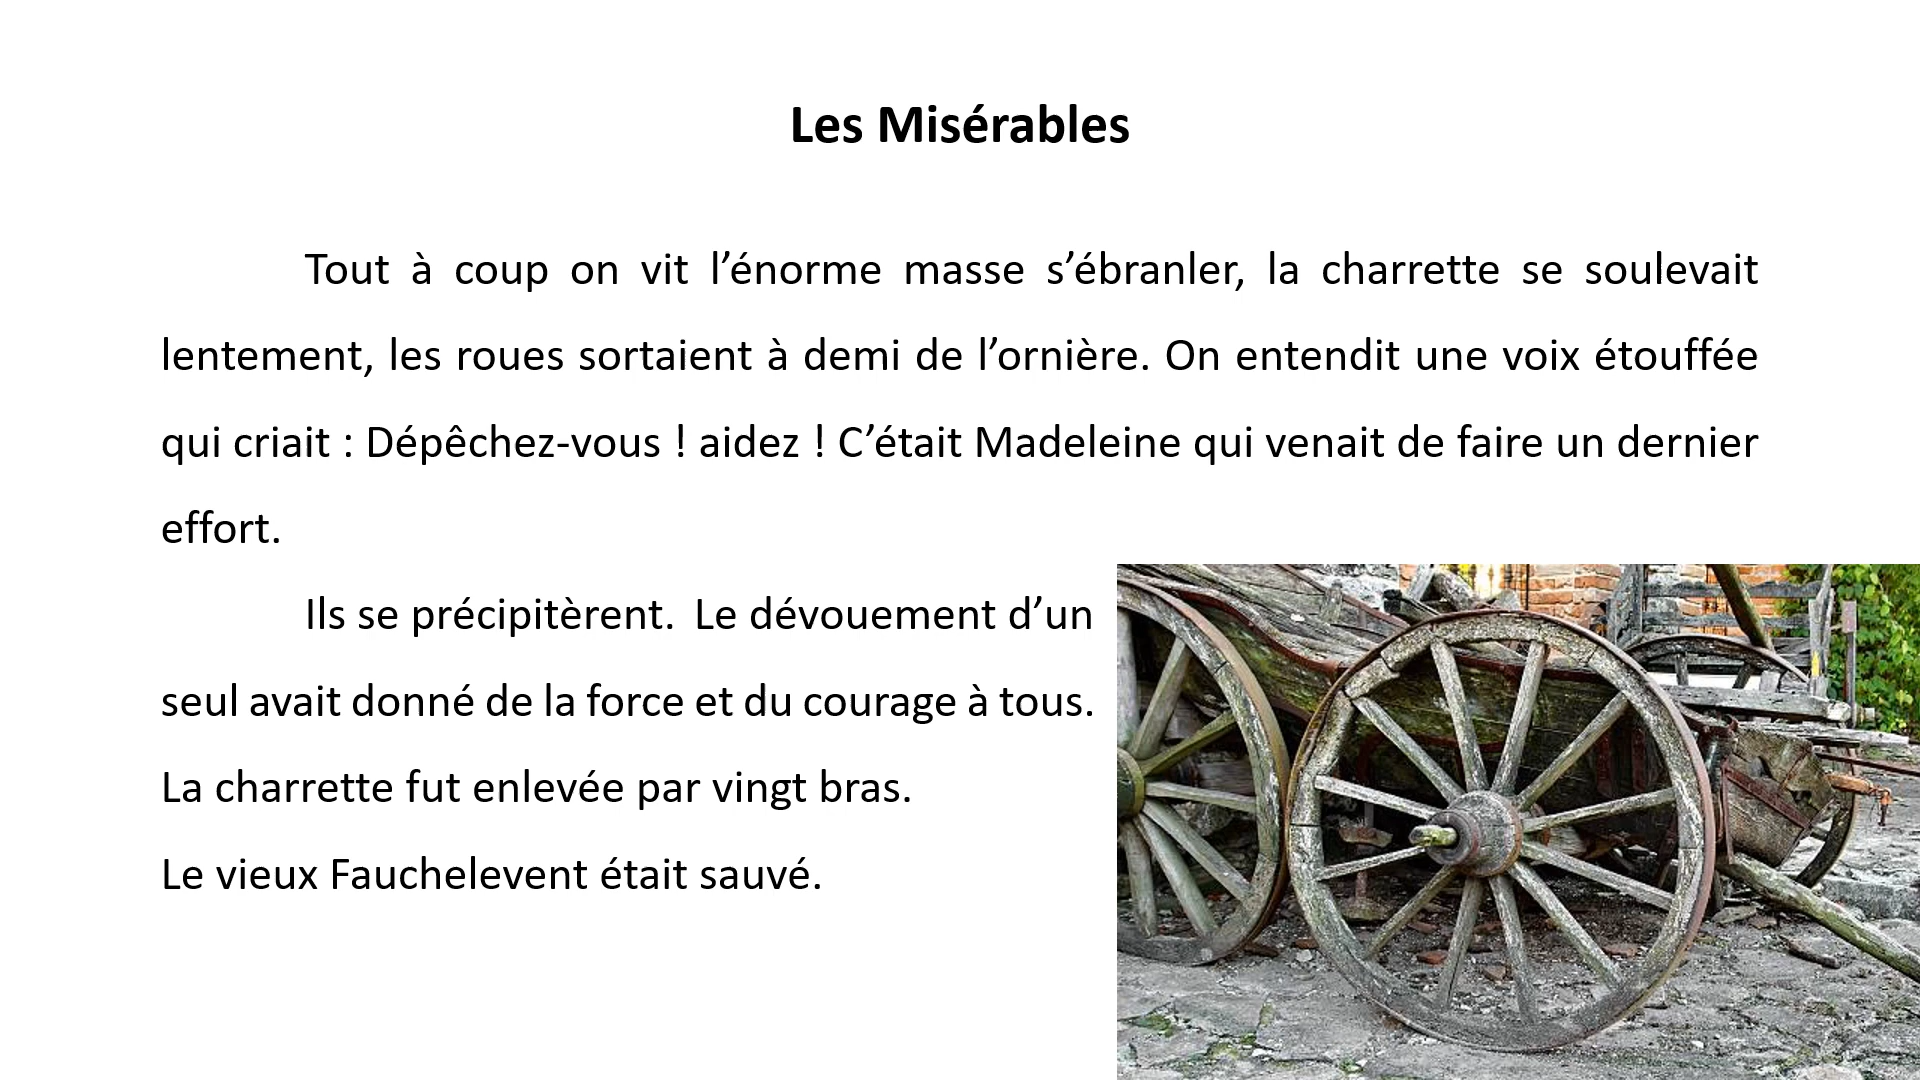 Les Misérables
Tout à coup on vit l’énorme masse s’ébranler, la charrette se soulevait
lentement, les roues sortaient à demi de l’ornière. On entendit une voix étouffée
qui criait : Dépêchez-vous ! aidez ! C’était Madeleine qui venait de faire un dernier
effort.
Ils se précipitèrent. Le dévouement d’un
seul avait donné de la force et du courage à tous.
La charrette fut enlevée par vingt bras.
Le vieux Fauchelevent était sauvé.